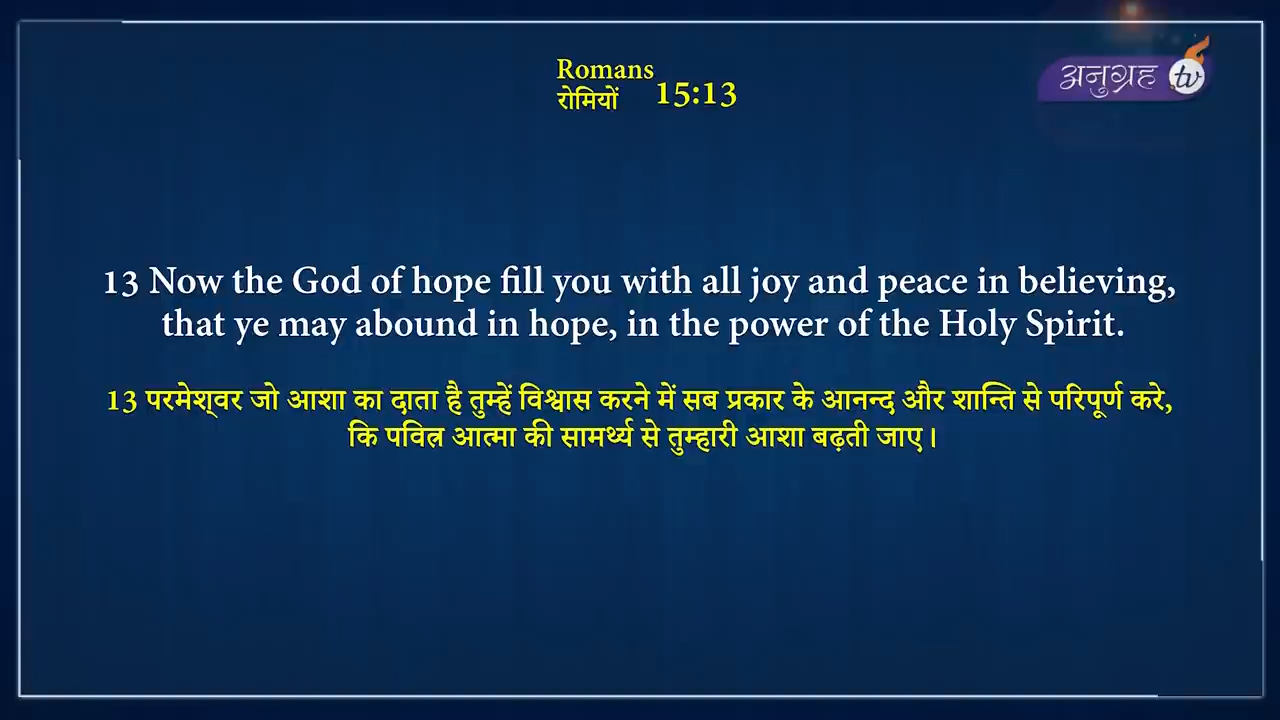 Romans
रोमियों
15:13
अनुग्रह tv
13 Now the God of hope fill you with all joy and peace in believing,
that ye may abound in hope, in the power of the Holy Spirit.
13 परमेश्‌वर जो आशा का दाता है तुम्हें विश्वास करने में सब प्रकार के आनन्द और शान्ति से परिपूर्ण करे,
कि पवित्र आत्मा की सामर्थ्य से तुम्हारी आशा बढ़ती जाए।